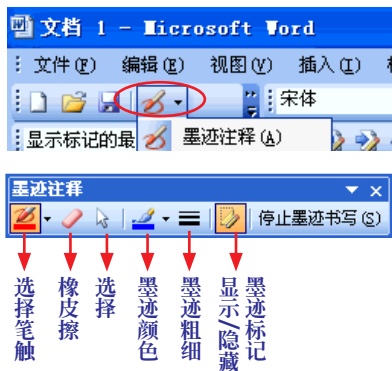 文档 1 - Microsoft Word
文件(F) 编辑(E) 视图(V) 插入(I)
宋体
显示标记的最 墨迹注释(A)
墨迹注释
停止墨迹书写(S)
选择笔触
橡皮擦
选择
墨迹颜色
墨迹粗细
显示/隐藏墨迹标记